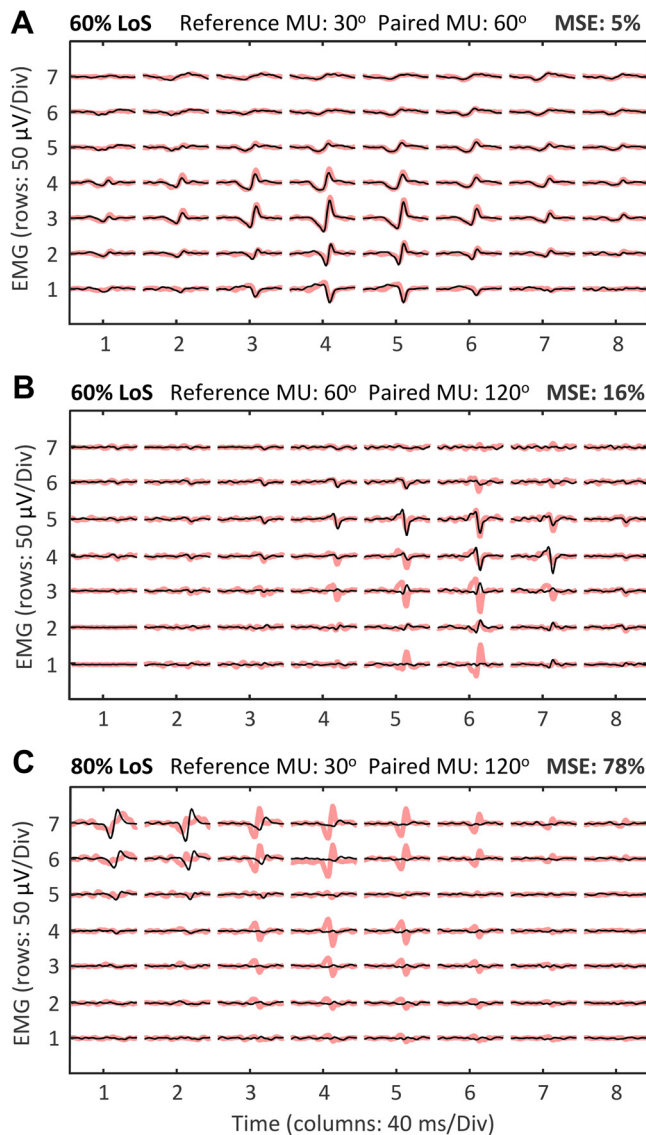 A 60% LoS Reference MU: 30° Paired MU: 60° MSE: 5%
EMG (rows: 50 µV/Div)
7
6
5
4
3
2
1
1 2 3 4 5 6 7 8
B 60% LoS Reference MU: 60° Paired MU: 120° MSE: 16%
EMG (rows: 50 µV/Div)
7
6
5
4
3
2
1
1 2 3 4 5 6 7 8
C 80% LoS Reference MU: 30° Paired MU: 120° MSE: 78%
EMG (rows: 50 µV/Div)
7
6
5
4
3
2
1
1 2 3 4 5 6 7 8
Time (columns: 40 ms/Div)